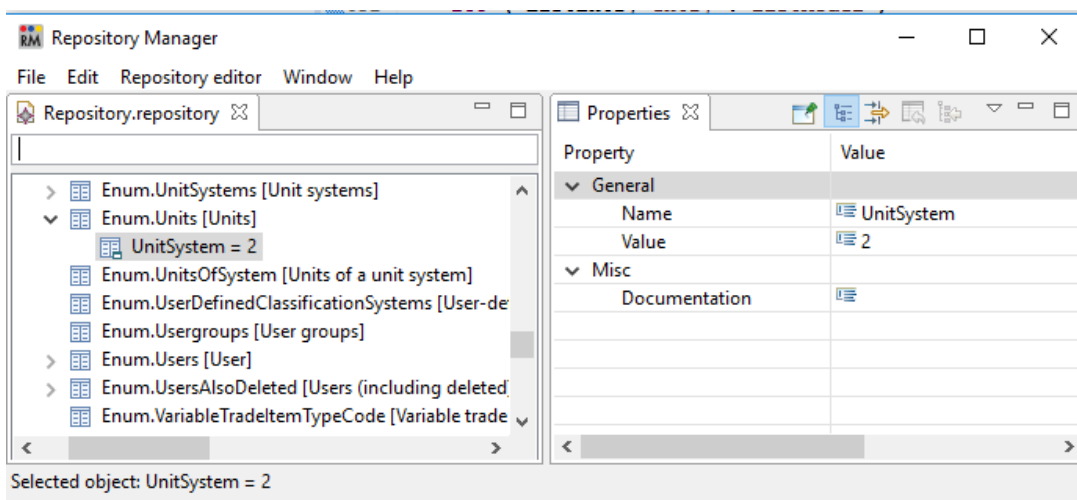 RM Repository Manager
File Edit Repository editor Window Help
Repository.repository
Enum.UnitSystems [Unit systems]
Enum.Units [Units]
UnitSystem = 2
Enum.UnitsOfSystem [Units of a unit system]
Enum.UserDefinedClassificationSystems [User-de
Enum.Usergroups [User groups]
Enum.Users [User]
Enum.UsersAlsoDeleted [Users (including deleted
Enum.VariableTradeItemTypeCode [Variable trade
Properties
Property Value
General
Name UnitSystem
Value 2
Misc
Documentation
Selected object: UnitSystem = 2